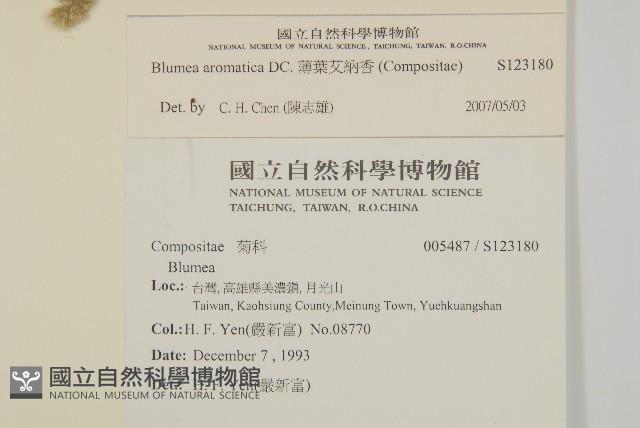 國立自然科學博物館
NATIONAL MUSEUM OF NATURAL SCIENCE, TAICHUNG, TAIWAN, R.O.CHINA
Blumea aromatica DC. 薄葉艾納香 (Compositae) S123180
Det. by C. H. Chen (陳志雄) 2007/05/03
國立自然科學博物館
NATIONAL MUSEUM OF NATURAL SCIENCE
TAICHUNG, TAIWAN, R.O.CHINA
Compositae 菊科 005487 / S123180
Blumea
Loc.: 台灣, 高雄縣美濃鎮, 月光山
Taiwan, Kaohsiung County,Meinung Town, Yuehkuangshan
Col.:H. F. Yen(嚴新富) No.08770
Date: December 7 , 1993
Det.: H. F. Yen(嚴新富)
國立自然科學博物館
NATIONAL MUSEUM OF NATURAL SCIENCE